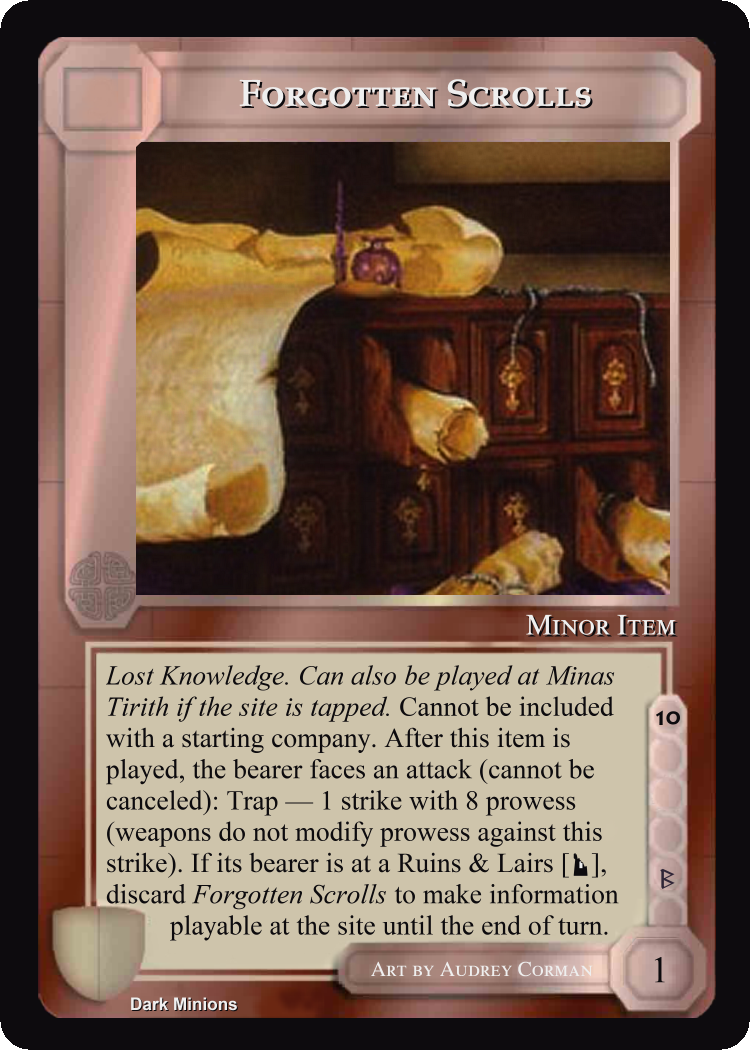 Forgotten Scrolls
Minor Item
Lost Knowledge. Can also be played at Minas
Tirith if the site is tapped. Cannot be included
with a starting company. After this item is
played, the bearer faces an attack (cannot be
canceled): Trap — 1 strike with 8 prowess
(weapons do not modify prowess against this
strike). If its bearer is at a Ruins & Lairs [],
discard Forgotten Scrolls to make information
playable at the site until the end of turn.
10
ᛒ
Art by Audrey Corman
1
Dark Minions